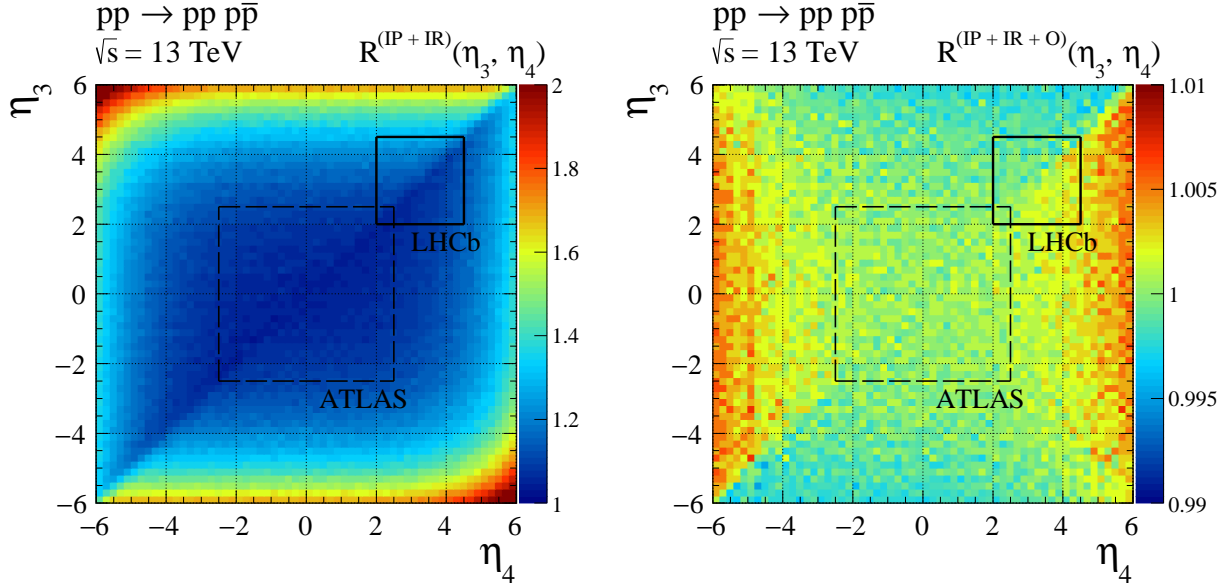 pp → pp pp̅
√s = 13 TeV R^(IP + IR)(η₃, η₄)
η₃
6
4
2
0
−2
−4
−6
−6 −4 −2 0 2 4 6
η₄
2
1.8
1.6
1.4
1.2
1
LHCb
ATLAS
pp → pp pp̅
√s = 13 TeV R^(IP + IR + O)(η₃, η₄)
η₃
6
4
2
0
−2
−4
−6
−6 −4 −2 0 2 4 6
η₄
1.01
1.005
1
0.995
0.99
LHCb
ATLAS